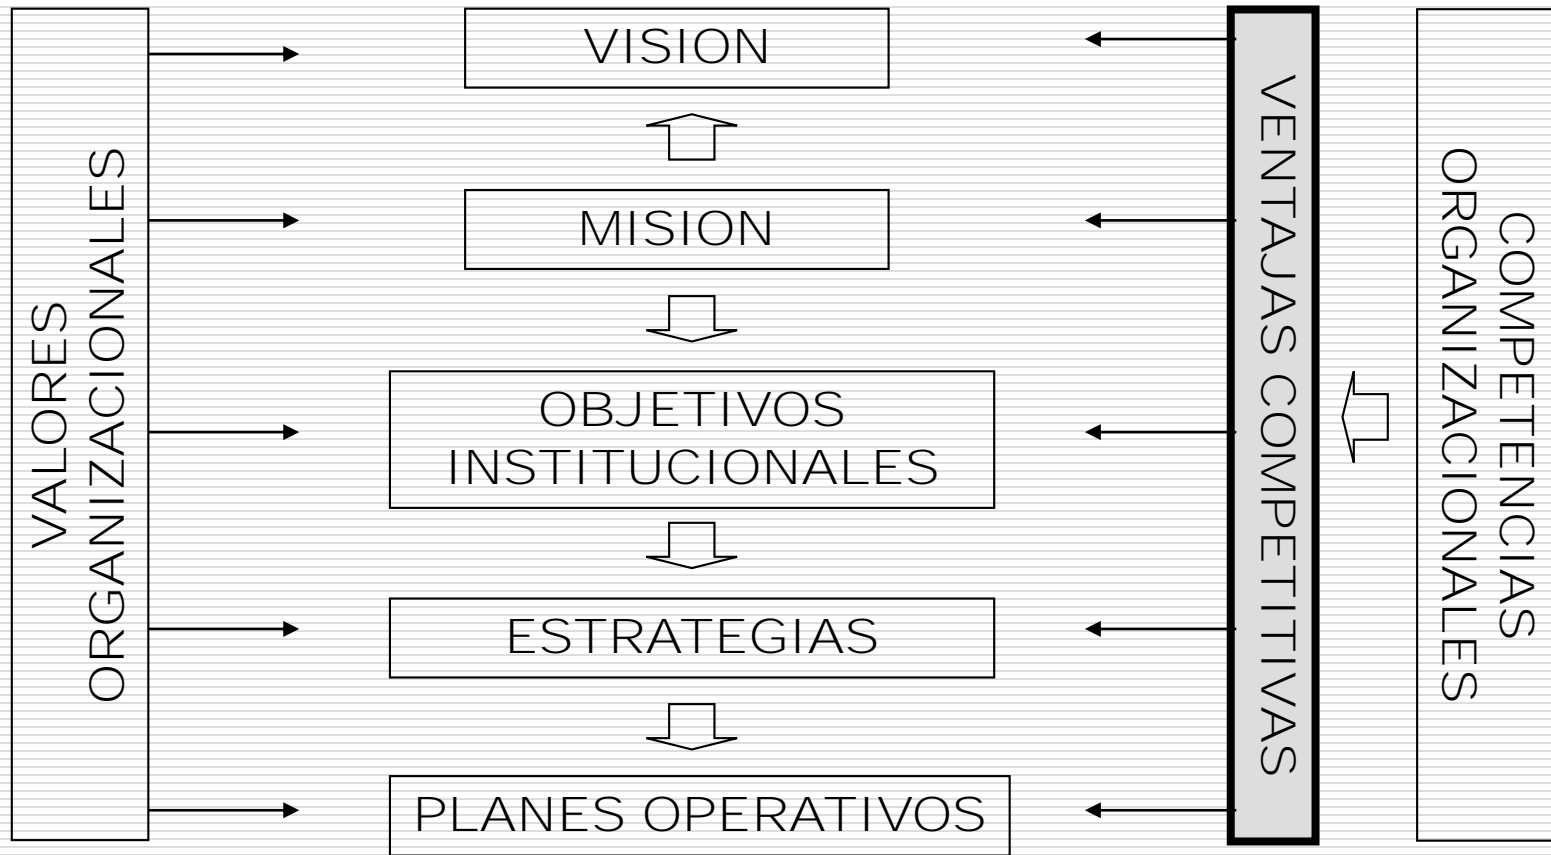 VALORES
ORGANIZACIONALES
VISION
MISION
OBJETIVOS
INSTITUCIONALES
ESTRATEGIAS
PLANES OPERATIVOS
VENTAJAS COMPETITIVAS
COMPETENCIAS
ORGANIZACIONALES